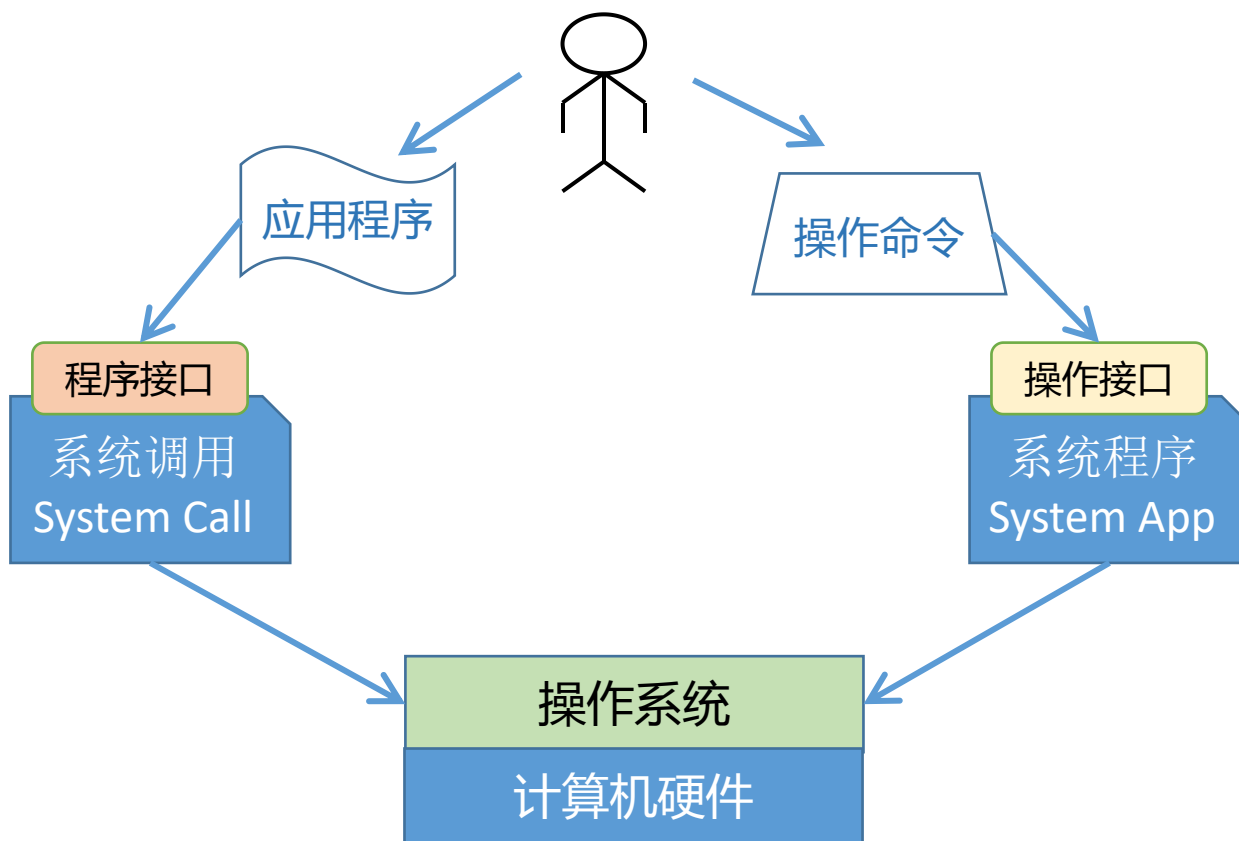 应用程序
操作命令
程序接口
操作接口
系统调用
System Call
系统程序
System App
操作系统
计算机硬件